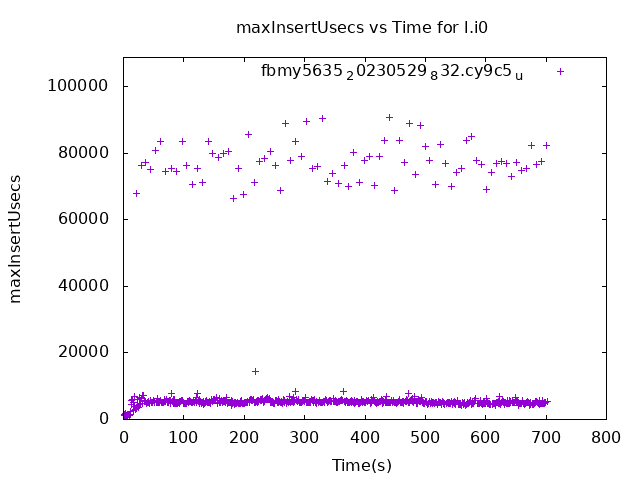 maxInsertUsecs vs Time for I.i0
fbmy5635_20230529_832.cy9c5_u
100000
80000
60000
40000
20000
0
maxInsertUsecs
0 100 200 300 400 500 600 700 800
Time(s)